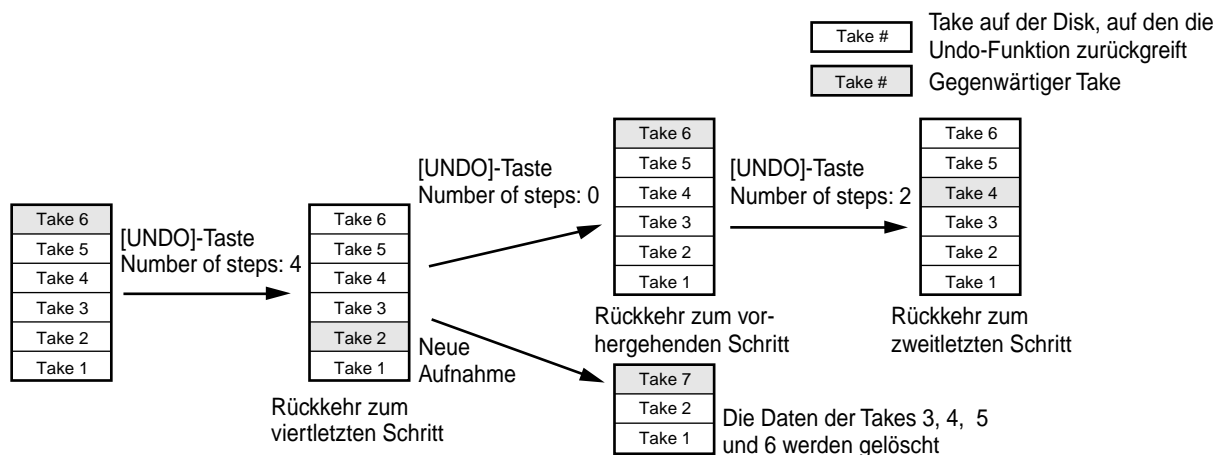 Take #
Take auf der Disk, auf den die
Undo-Funktion zurückgreift
Take #
Gegenwärtiger Take
Take 6
Take 5
Take 4
Take 3
Take 2
Take 1
[UNDO]-Taste
Number of steps: 4
Take 6
Take 5
Take 4
Take 3
Take 2
Take 1
Rückkehr zum
viertletzten Schritt
[UNDO]-Taste
Number of steps: 0
Take 6
Take 5
Take 4
Take 3
Take 2
Take 1
Rückkehr zum vor-
hergehenden Schritt
[UNDO]-Taste
Number of steps: 2
Take 6
Take 5
Take 4
Take 3
Take 2
Take 1
Rückkehr zum
zweitletzten Schritt
Neue
Aufnahme
Take 7
Take 2
Take 1
Die Daten der Takes 3, 4, 5
und 6 werden gelöscht